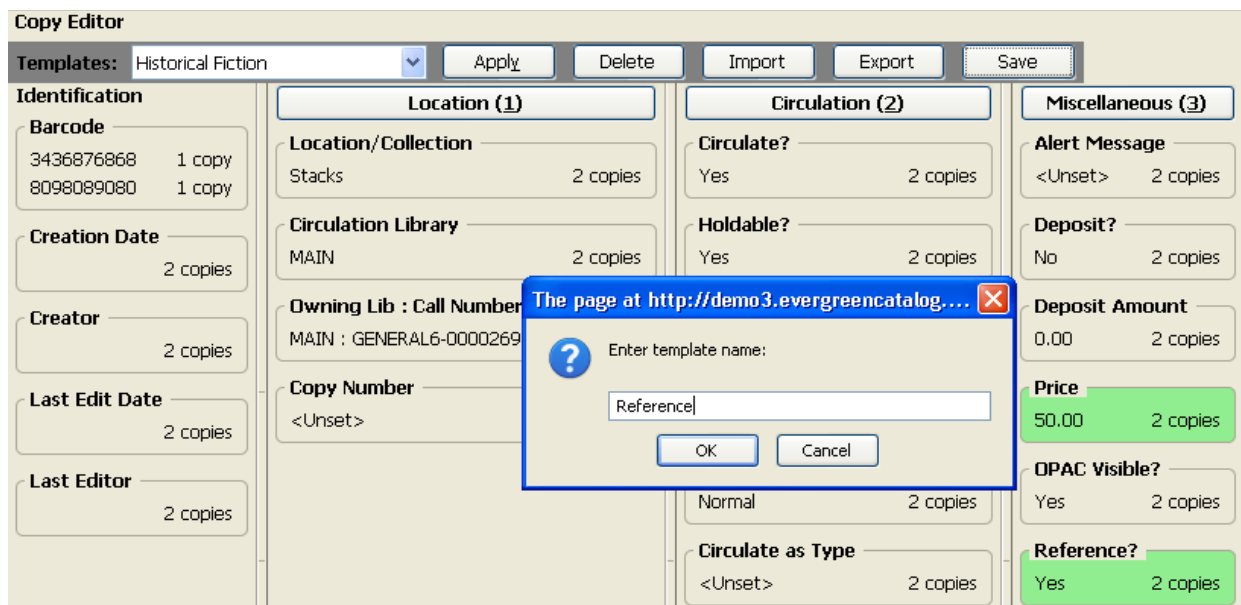 Copy Editor
Templates: Historical Fiction Apply Delete Import Export Save
Identification
Barcode
3436876868 1 copy
8098089080 1 copy
Creation Date
2 copies
Creator
2 copies
Last Edit Date
2 copies
Last Editor
2 copies
Location (1)
Location/Collection
Stacks 2 copies
Circulation Library
MAIN 2 copies
Owning Lib : Call Number
MAIN : GENERAL6-0000269
Copy Number
<Unset>
Circulation (2)
Circulate?
Yes 2 copies
Holdable?
Yes 2 copies
The page at http://demo3.evergreencatalog....
Enter template name:
Reference
OK Cancel
Normal 2 copies
Circulate as Type
<Unset> 2 copies
Miscellaneous (3)
Alert Message
<Unset> 2 copies
Deposit?
No 2 copies
Deposit Amount
0.00 2 copies
Price
50.00 2 copies
OPAC Visible?
Yes 2 copies
Reference?
Yes 2 copies